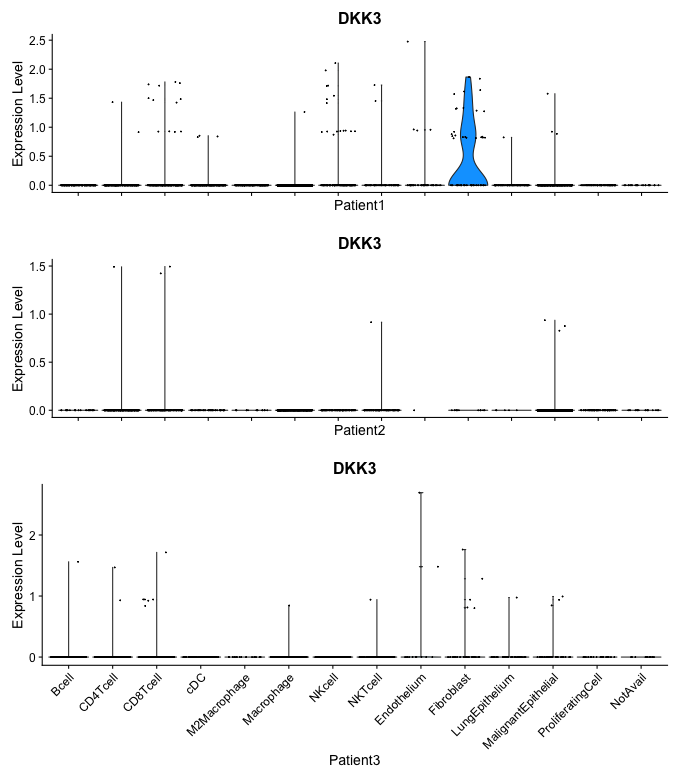 DKK3
2.5
2.0
1.5
1.0
0.5
0.0
Expression Level
Patient1
DKK3
1.5
1.0
0.5
0.0
Expression Level
Patient2
DKK3
2
1
0
Expression Level
Bcell
CD4Tcell
CD8Tcell
cDC
M2Macrophage
Macrophage
NKcell
NKTcell
Endothelium
Fibroblast
LungEpithelium
MalignantEpithelial
ProliferatingCell
NotAvail
Patient3